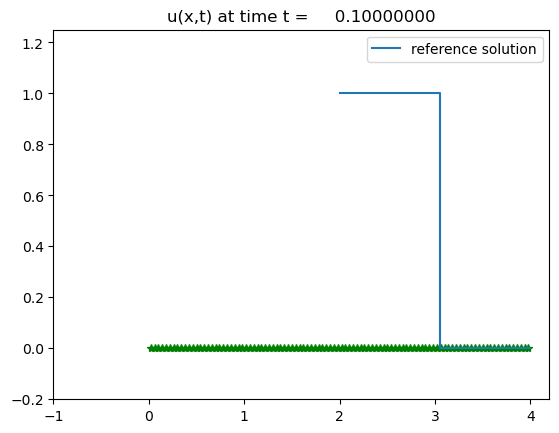 u(x,t) at time t =     0.10000000
reference solution
1.2
1.0
0.8
0.6
0.4
0.2
0.0
−0.2
−1 0 1 2 3 4